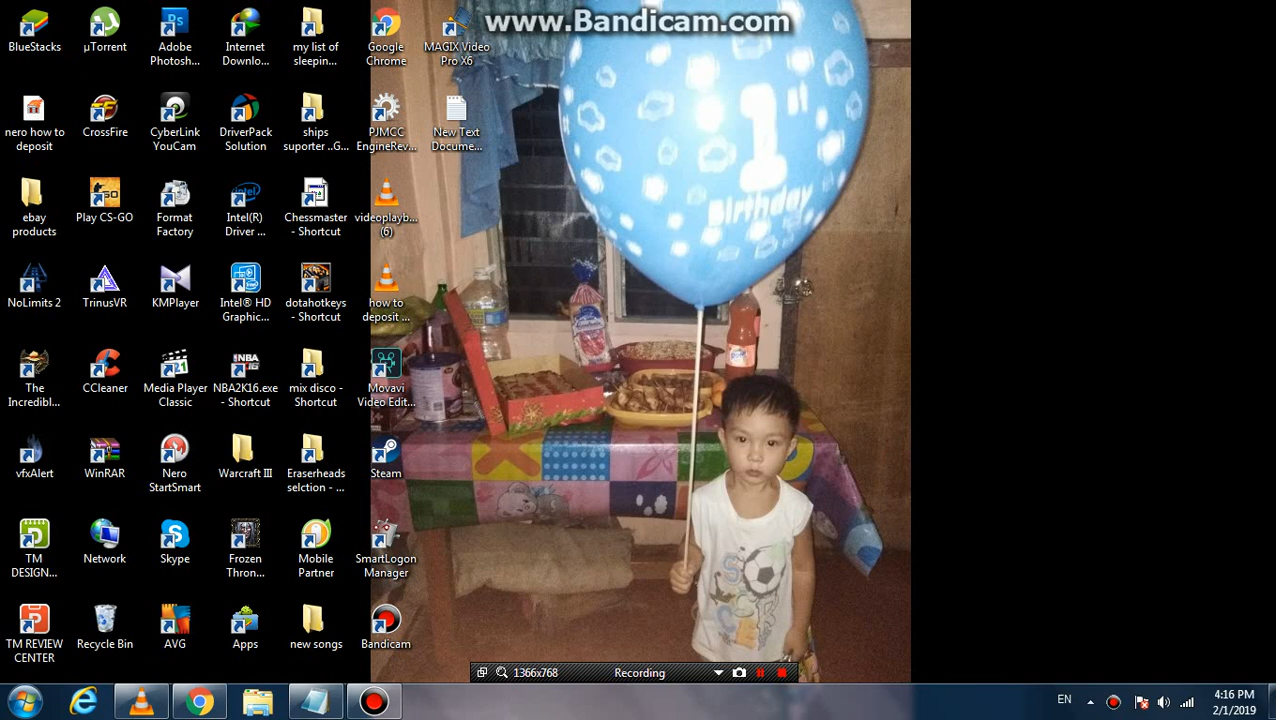 www.Bandicam.com
BlueStacks
µTorrent
Adobe
Photosh...
Internet
Downlo...
my list of
sleepin...
Google
Chrome
MAGIX Video
Pro X6
nero how to
deposit
CrossFire
CyberLink
YouCam
DriverPack
Solution
ships
suporter ..G...
PJMCC
EngineRev...
New Text
Docume...
ebay
products
Play CS-GO
Format
Factory
Intel(R)
Driver ...
Chessmaster
- Shortcut
videoplayb...
(6)
NoLimits 2
TrinusVR
KMPlayer
Intel® HD
Graphic...
dotahotkeys
- Shortcut
how to
deposit ...
The
Incredibl...
CCleaner
Media Player
Classic
NBA2K16.exe
- Shortcut
mix disco -
Shortcut
Movavi
Video Edit...
vfxAlert
WinRAR
Nero
StartSmart
Warcraft III
Eraserheads
selction - ...
Steam
TM
DESIGN...
Network
Skype
Frozen
Thron...
Mobile
Partner
SmartLogon
Manager
TM REVIEW
CENTER
Recycle Bin
AVG
Apps
new songs
Bandicam
1st
Birthday
1366x768
Recording
EN
4:16 PM
2/1/2019